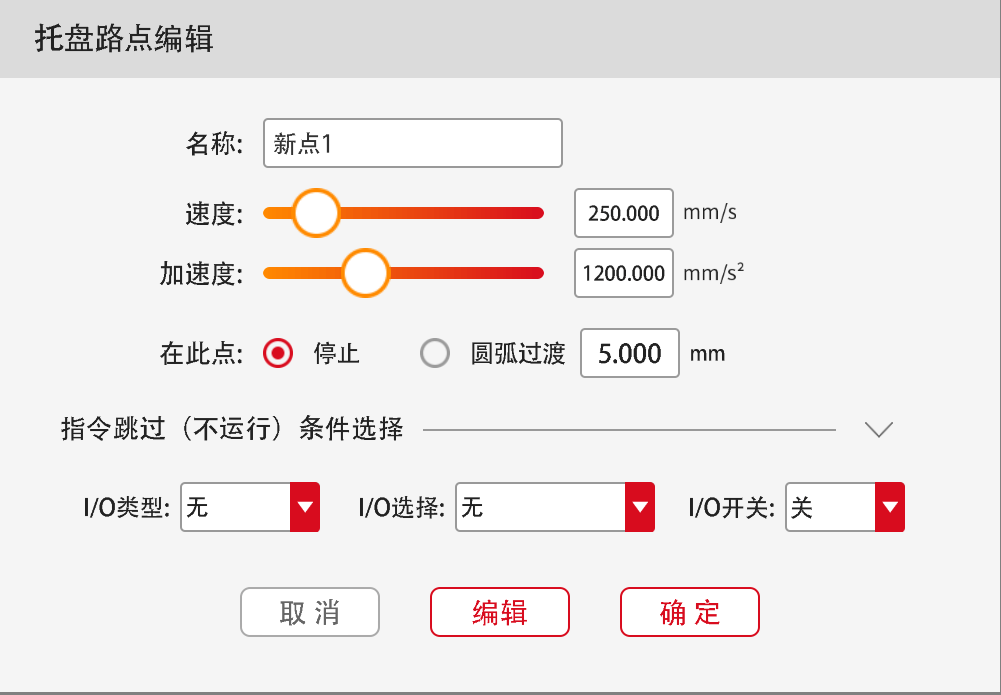 托盘路点编辑
名称: 新点1
速度: 250.000 mm/s
加速度: 1200.000 mm/s²
在此点: 停止 圆弧过渡 5.000 mm
指令跳过（不运行）条件选择
I/O类型: 无 I/O选择: 无 I/O开关: 关
取 消 编辑 确 定